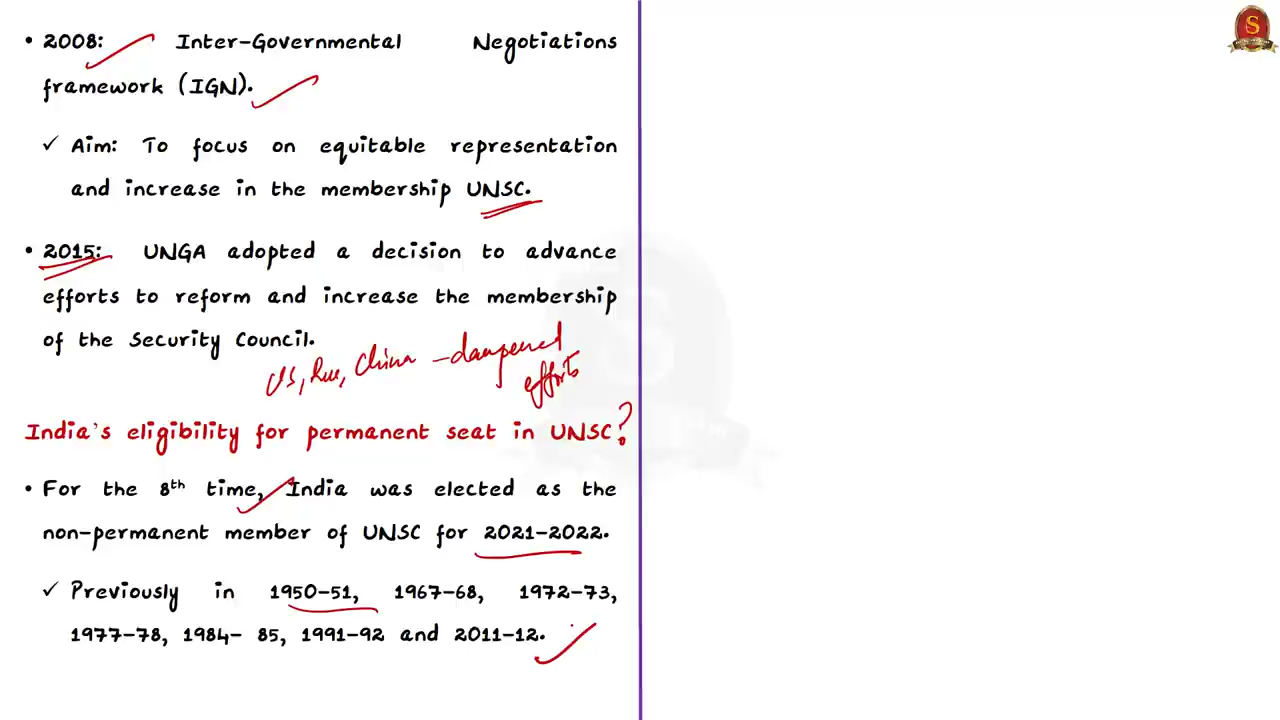 • 2008: Inter-Governmental Negotiations
framework (IGN).
✓ Aim: To focus on equitable representation
and increase in the membership UNSC.
• 2015: UNGA adopted a decision to advance
efforts to reform and increase the membership
of the Security Council.
US, Rus, China - dampened
efforts
India's eligibility for permanent seat in UNSC?
• For the 8th time, India was elected as the
non-permanent member of UNSC for 2021-2022.
✓ Previously in 1950-51, 1967-68, 1972-73,
1977-78, 1984- 85, 1991-92 and 2011-12.
S